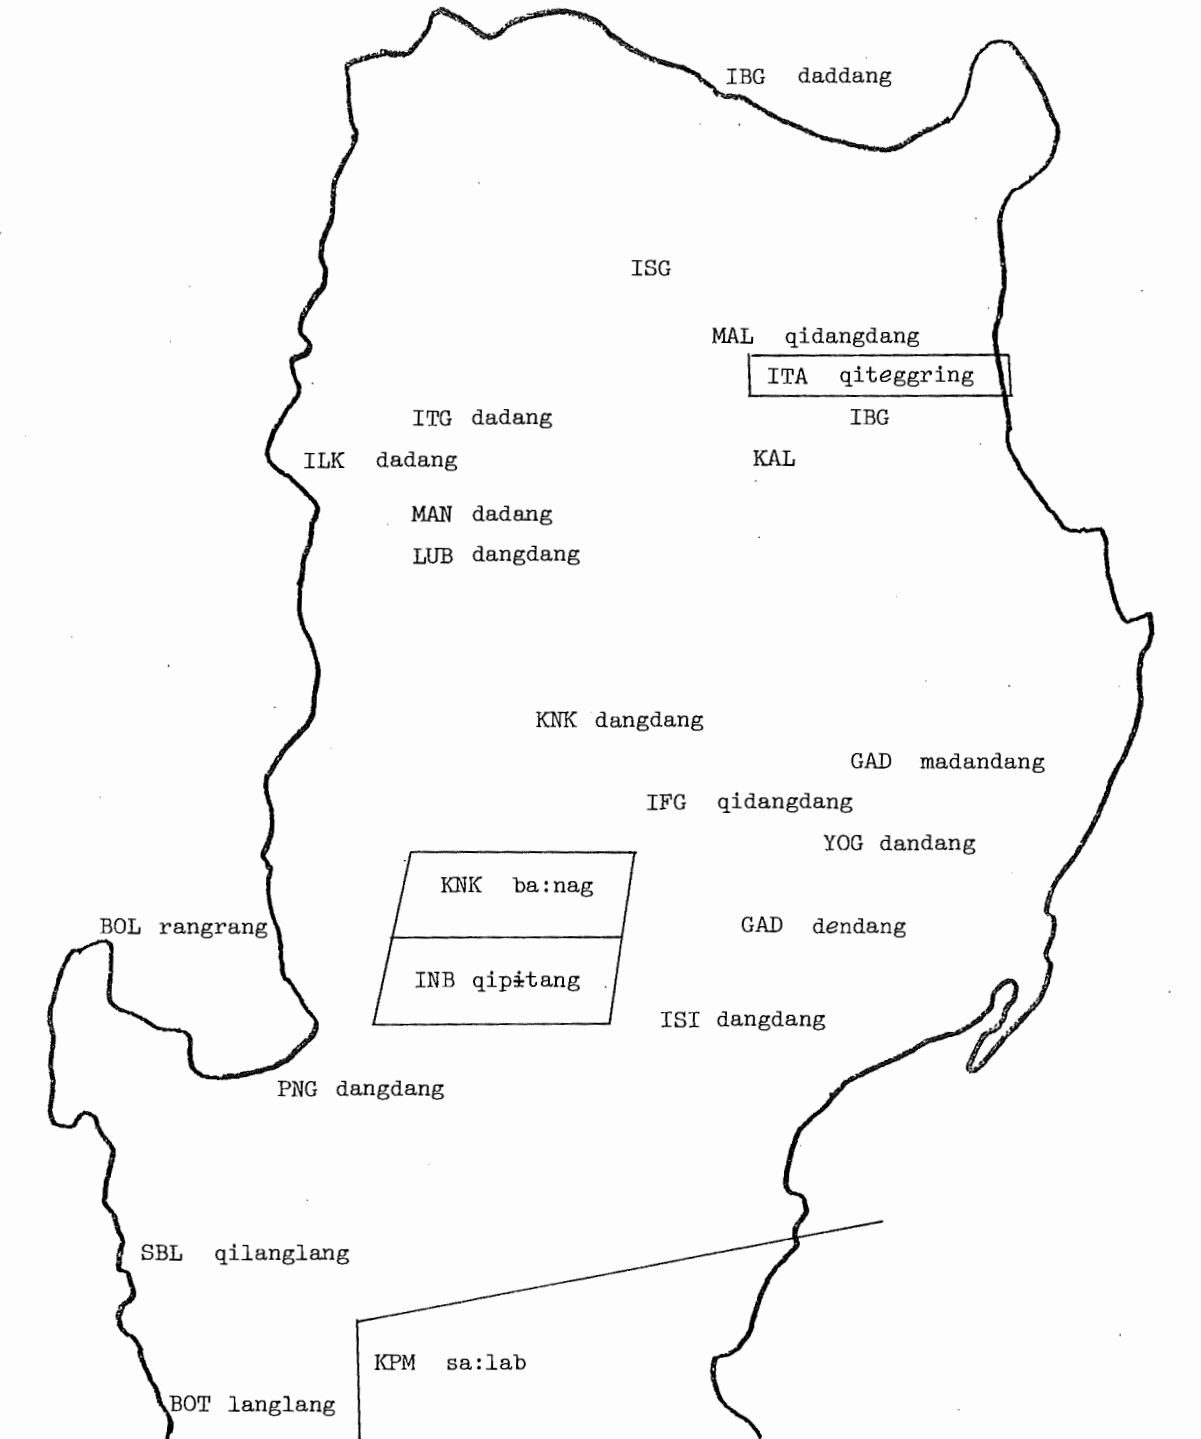 IBG daddang
ISG
MAL qidangdang
ITA qiteggring
ITG dadang
IBG
ILK dadang
KAL
MAN dadang
LUB dangdang
KNK dangdang
GAD madandang
IFG qidangdang
YOG dandang
KNK ba:nag
BOL rangrang
GAD dendang
INB qipɨtang
ISI dangdang
PNG dangdang
SBL qilanglang
KPM sa:lab
BOT langlang